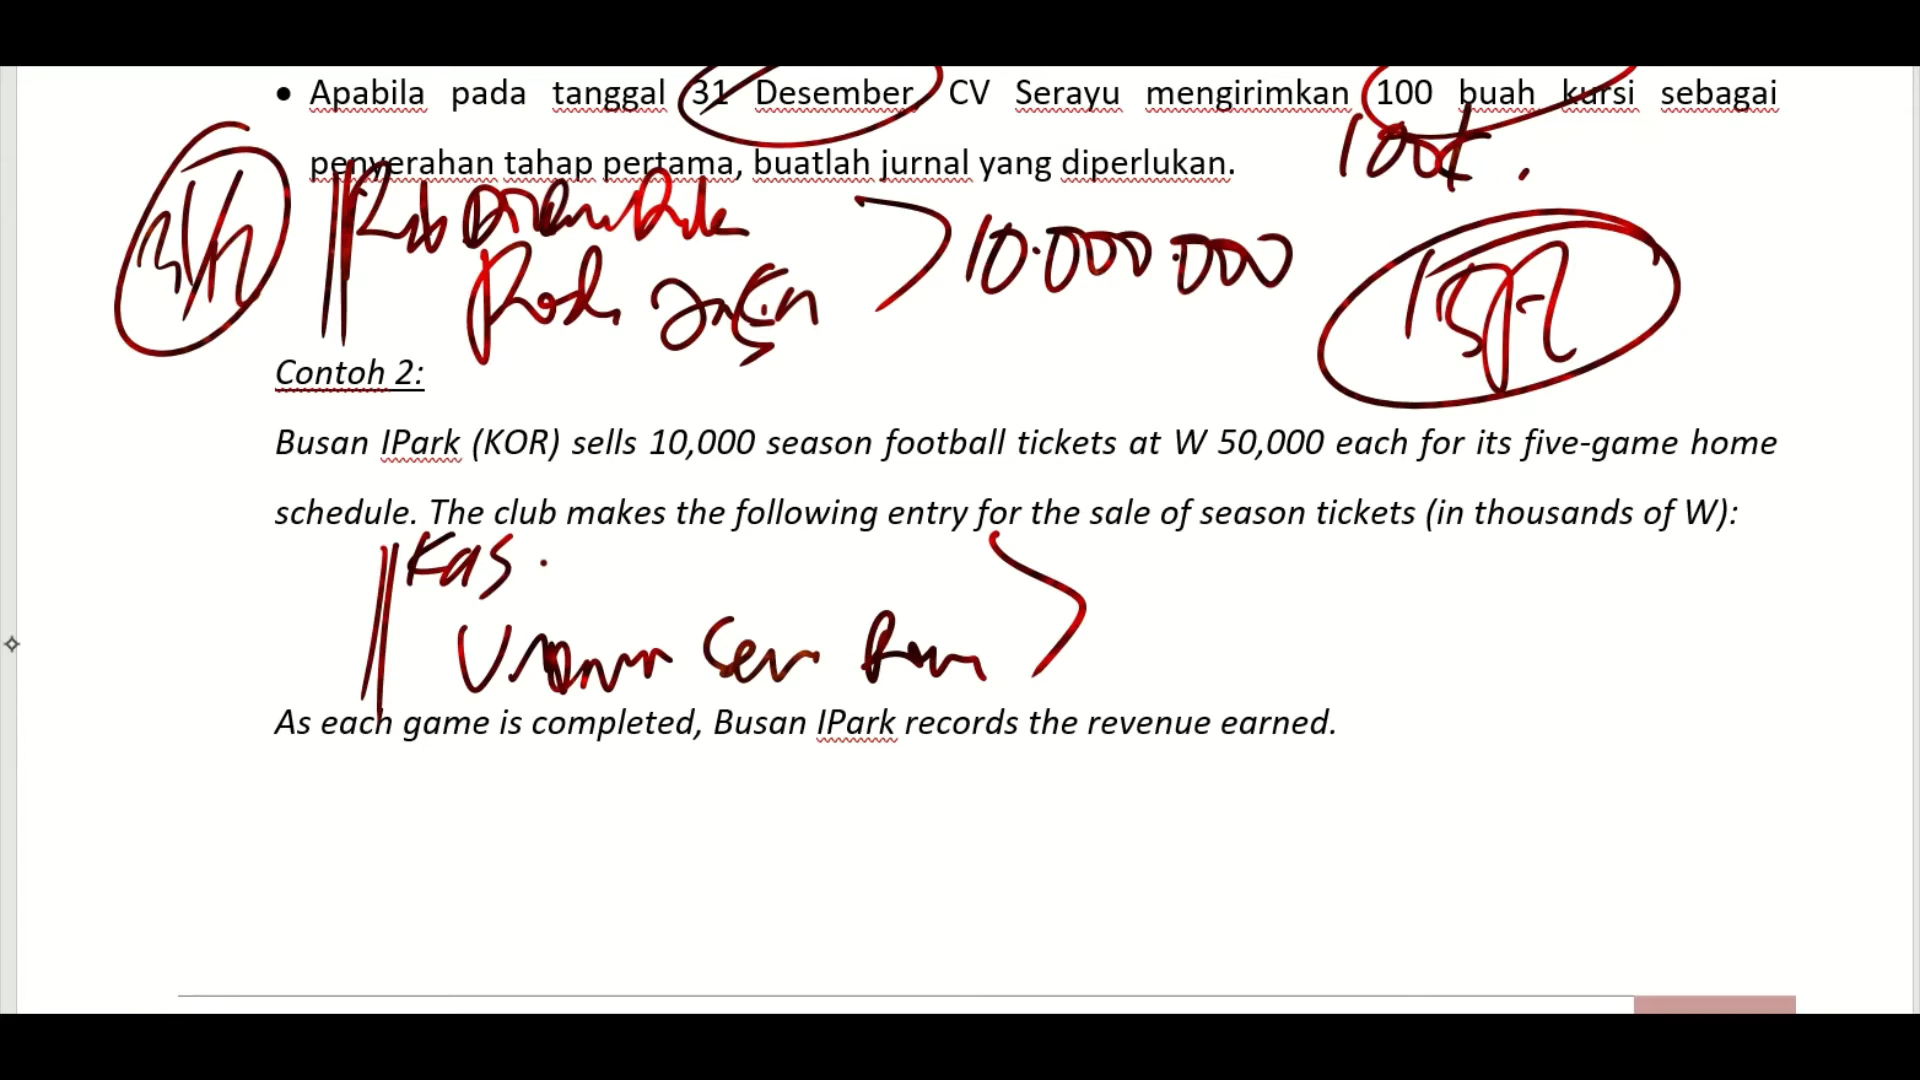 • Apabila pada tanggal 31 Desember CV Serayu mengirimkan 100 buah kursi sebagai
penyerahan tahap pertama, buatlah jurnal yang diperlukan.
10.000.000
Contoh 2:
Busan IPark (KOR) sells 10,000 season football tickets at W 50,000 each for its five-game home
schedule. The club makes the following entry for the sale of season tickets (in thousands of W):
Kas
As each game is completed, Busan IPark records the revenue earned.